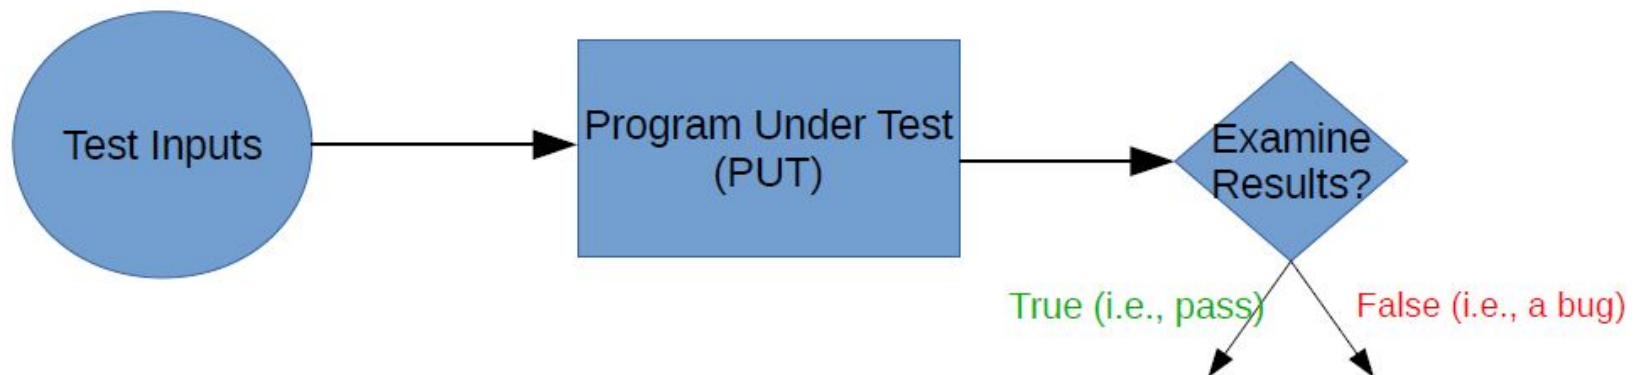 Test Inputs
Program Under Test
(PUT)
Examine
Results?
True (i.e., pass)
False (i.e., a bug)